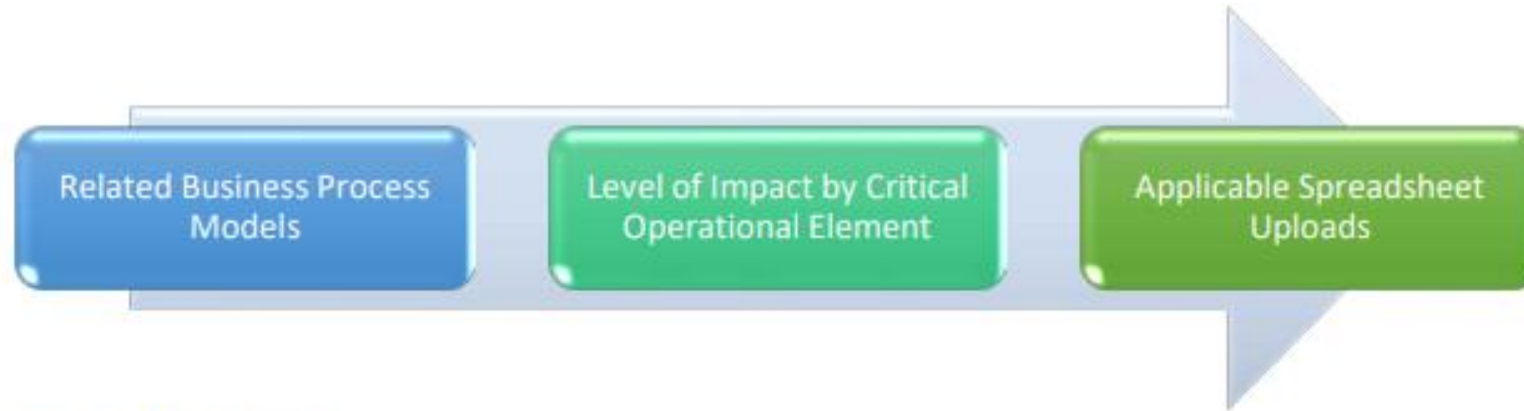 Related Business Process
Models
Level of Impact by Critical
Operational Element
Applicable Spreadsheet
Uploads